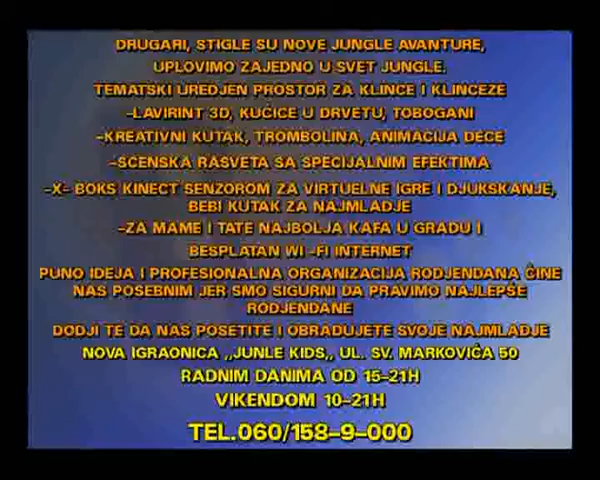 DRUGARI, STIGLE SU NOVE JUNGLE AVANTURE,
UPLOVIMO ZAJEDNO U SVET JUNGLE.
TEMATSKI UREDJEN PROSTOR ZA KLINCE I KLINCEZE
-LAVIRINT 3D, KUĆICE U DRVETU, TOBOGANI
-KREATIVNI KUTAK, TROMBOLINA, ANIMACIJA DECE
-SCENSKA RASVETA SA SPECIJALNIM EFEKTIMA
-X- BOKS KINECT SENZOROM ZA VIRTUELNE IGRE I DJUKSKANJE,
BEBI KUTAK ZA NAJMLADJE
-ZA MAME I TATE NAJBOLJA KAFA U GRADU I
BESPLATAN WI -FI INTERNET
PUNO IDEJA I PROFESIONALNA ORGANIZACIJA RODJENDANA ČINE
NAS POSEBNIM JER SMO SIGURNI DA PRAVIMO NAJLEPŠE
RODJENDANE
DODJI TE DA NAS POSETITE I OBRADUJETE SVOJE NAJMLADJE
NOVA IGRAONICA ,,JUNLE KIDS,, UL. SV. MARKOVIĆA 50
RADNIM DANIMA OD 15-21H
VIKENDOM 10-21H
TEL.060/158-9-000